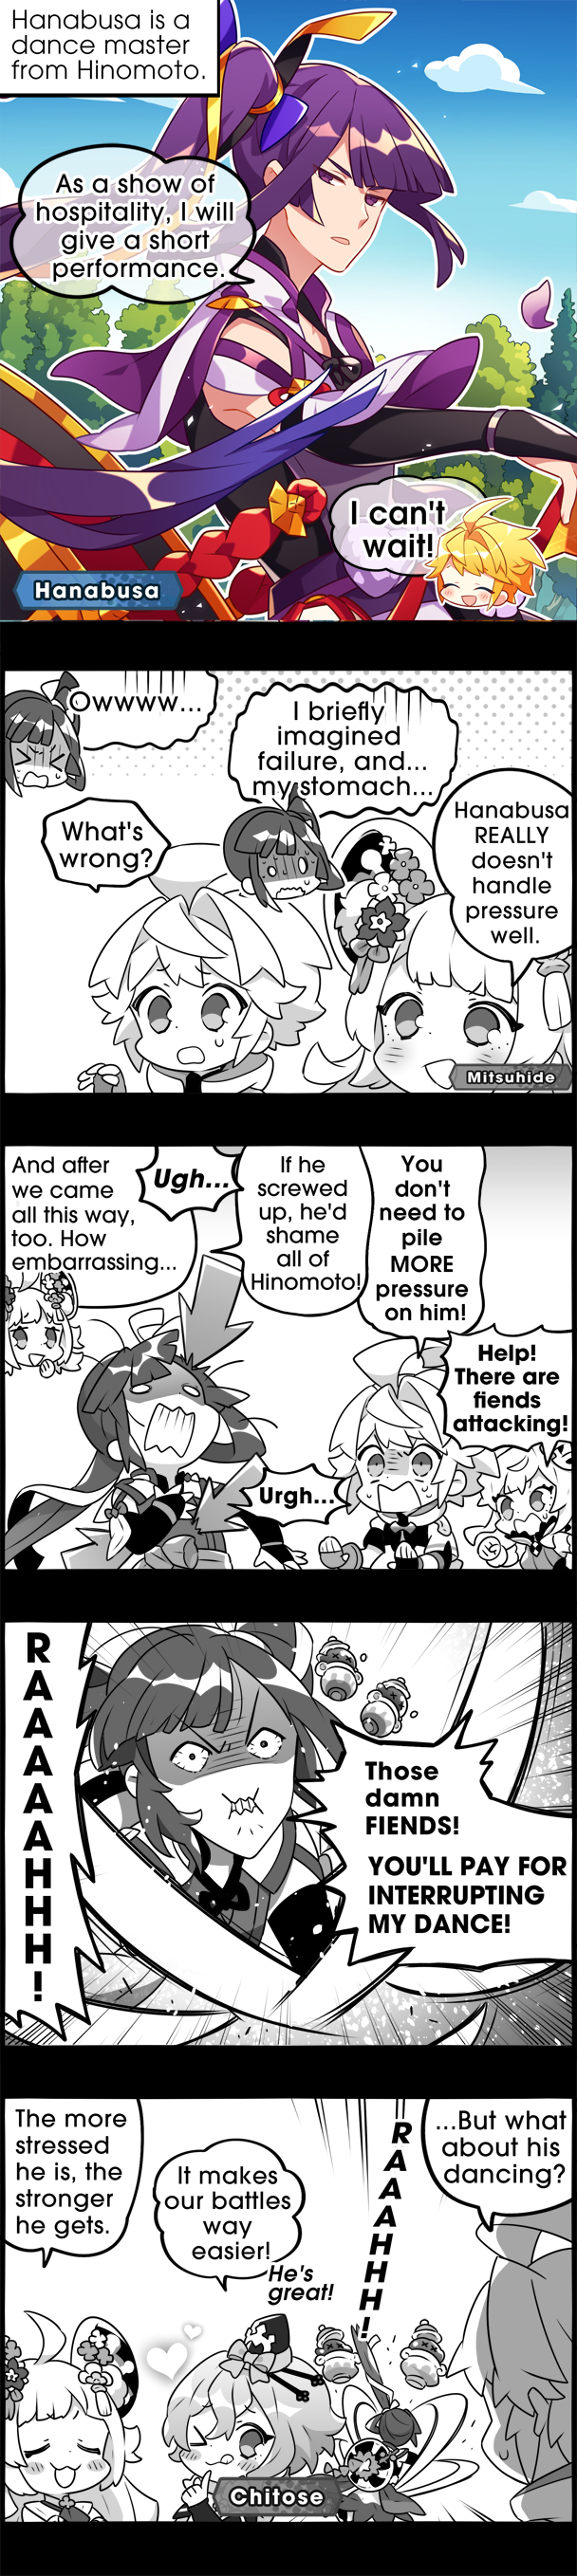 Hanabusa is a
dance master
from Hinomoto.
As a show of
hospitality, I will
give a short
performance.
I can't
wait!
Hanabusa
Owwww...
I briefly
imagined
failure, and...
my stomach...
What's
wrong?
Hanabusa
REALLY
doesn't
handle
pressure
well.
Mitsuhide
And after
we came
all this way,
too. How
embarrassing...
Ugh...
If he
screwed
up, he'd
shame
all of
Hinomoto!
You
don't
need to
pile
MORE
pressure
on him!
Help!
There are
fiends
attacking!
Urgh...
RAAAAAHHH!
Those
damn
FIENDS!
YOU'LL PAY FOR
INTERRUPTING
MY DANCE!
The more
stressed
he is, the
stronger
he gets.
It makes
our battles
way
easier!
He's
great!
RAAAHHH!
...But what
about his
dancing?
Chitose